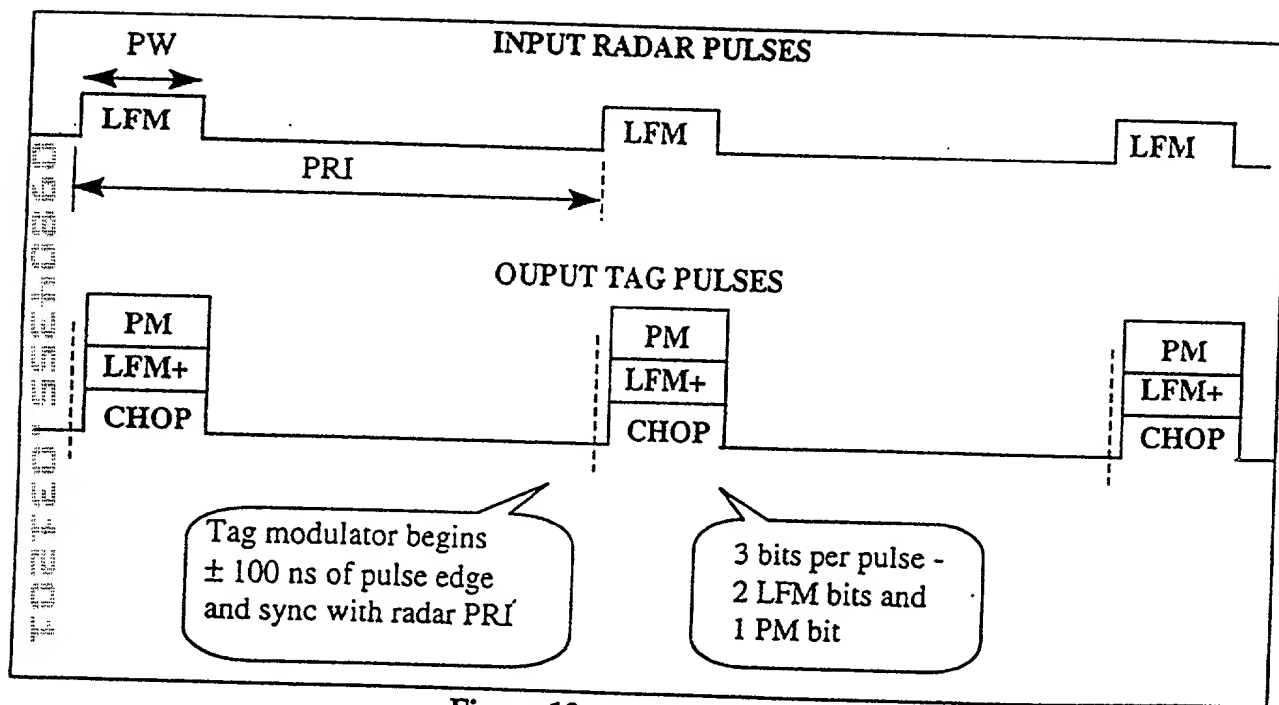 INPUT RADAR PULSES
PW
LFM
LFM
LFM
PRI
OUPUT TAG PULSES
PM
LFM+
CHOP
PM
LFM+
CHOP
PM
LFM+
CHOP
Tag modulator begins
± 100 ns of pulse edge
and sync with radar PRI
3 bits per pulse -
2 LFM bits and
1 PM bit